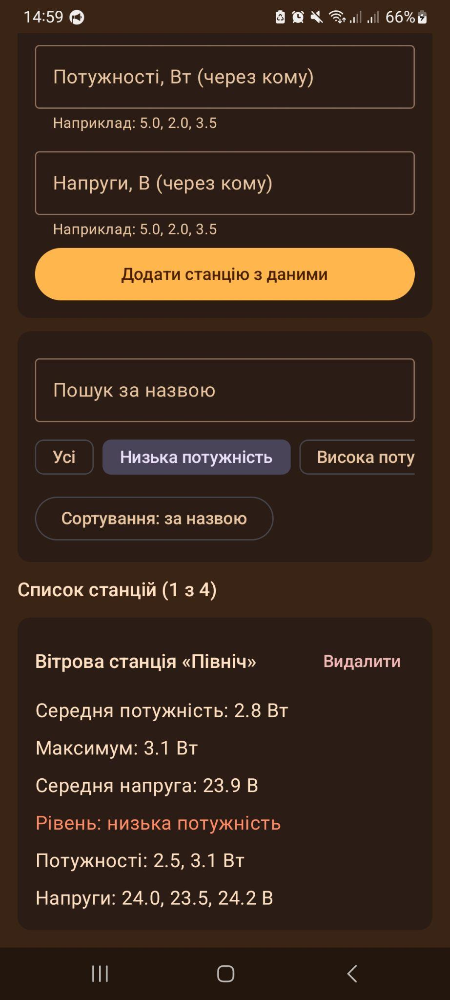 14:59
66%
Потужності, Вт (через кому)
Наприклад: 5.0, 2.0, 3.5
Напруги, В (через кому)
Наприклад: 5.0, 2.0, 3.5
Додати станцію з даними
Пошук за назвою
Усі
Низька потужність
Висока поту
Сортування: за назвою
Список станцій (1 з 4)
Вітрова станція «Північ»
Видалити
Середня потужність: 2.8 Вт
Максимум: 3.1 Вт
Середня напруга: 23.9 В
Рівень: низька потужність
Потужності: 2.5, 3.1 Вт
Напруги: 24.0, 23.5, 24.2 В